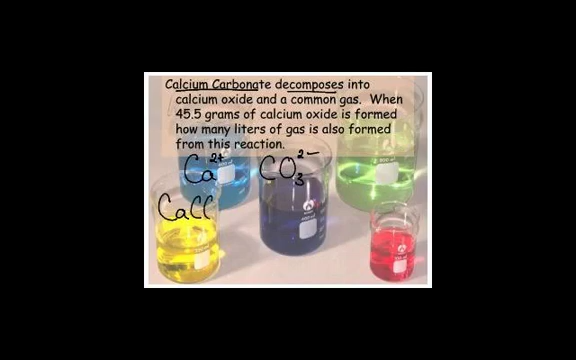 Calcium Carbonate decomposes into
calcium oxide and a common gas. When
45.5 grams of calcium oxide is formed
how many liters of gas is also formed
from this reaction.
Ca²⁺ CO₃²⁻
CaCC